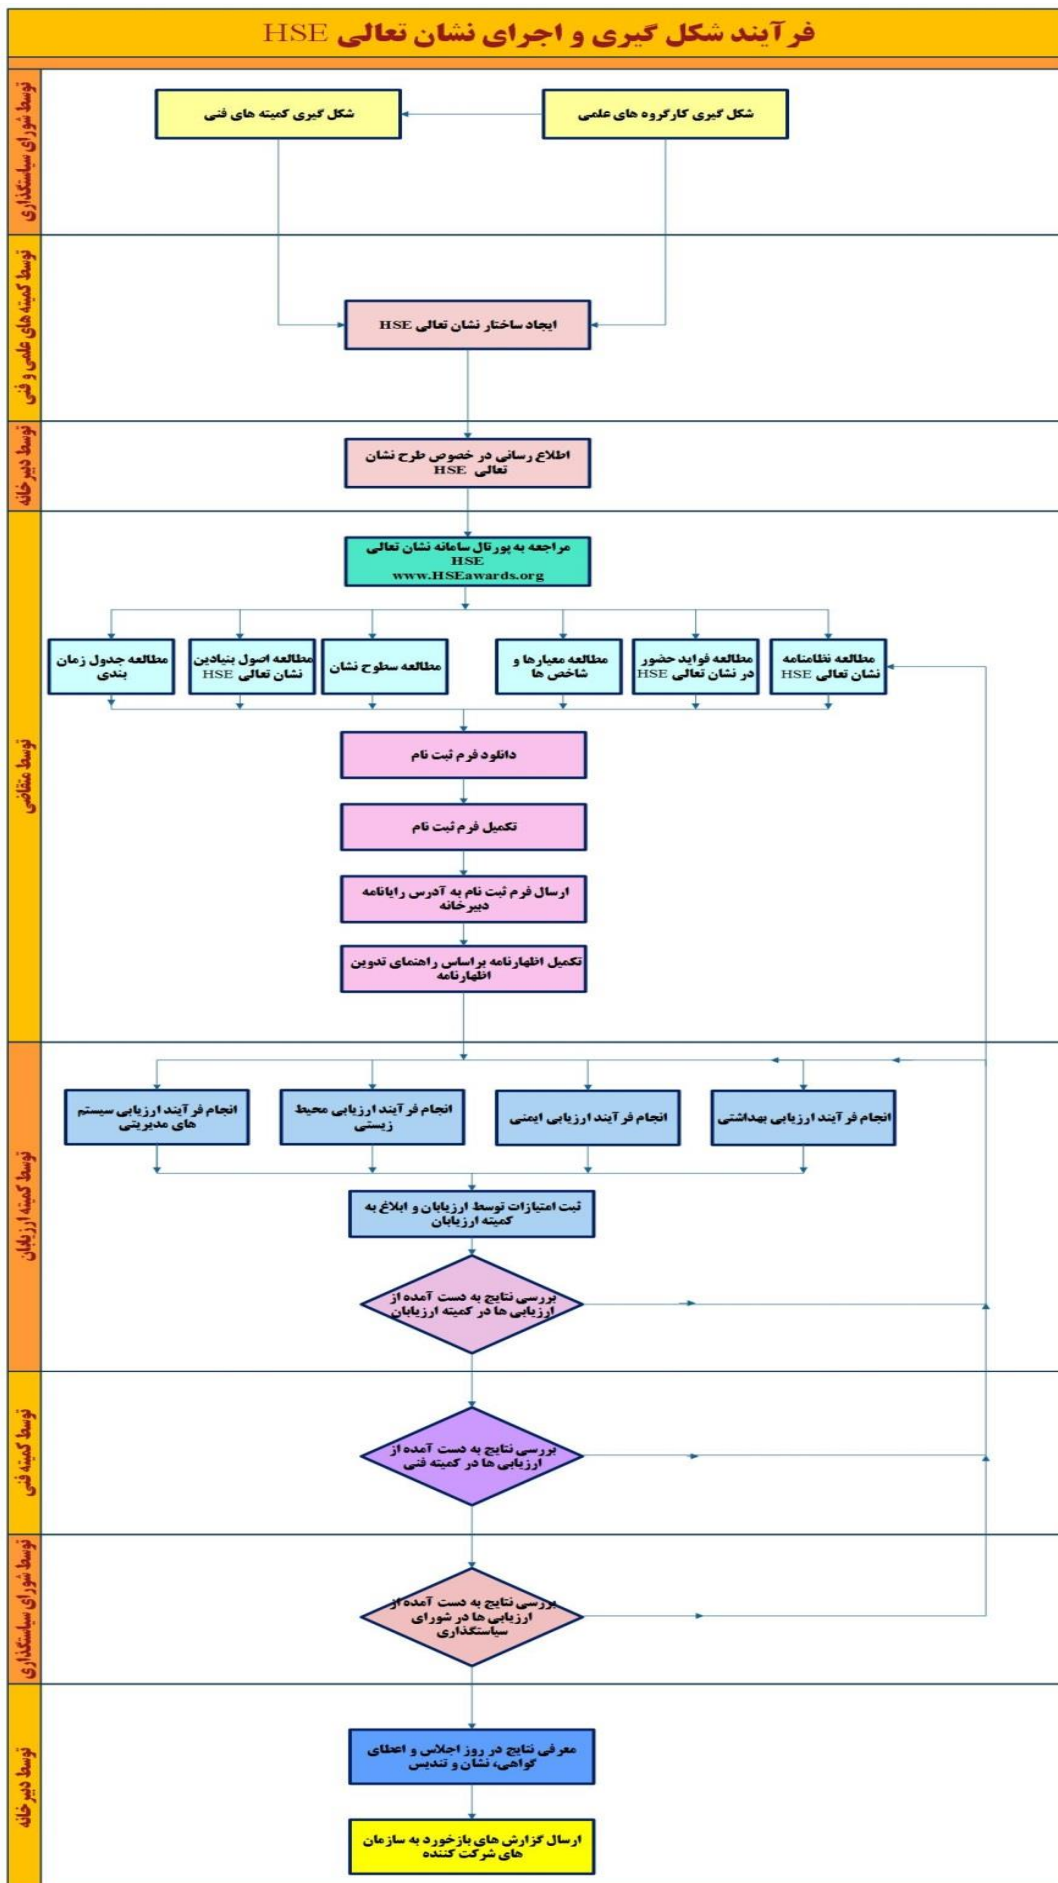 فرآیند شکل گیری و اجرای نشان تعالی HSE
توسط شورای سیاستگذاری
شکل گیری کارگروه های علمی
شکل گیری کمیته های فنی
توسط کمیته های علمی و فنی
ایجاد ساختار نشان تعالی HSE
توسط دبیرخانه
اطلاع رسانی در خصوص طرح نشان
تعالی HSE
توسط متقاضی
مراجعه به پورتال سامانه نشان تعالی
HSE
www.HSEawards.org
مطالعه نظامنامه
نشان تعالی HSE
مطالعه فواید حضور
در نشان تعالی HSE
مطالعه معیارها و
شاخص ها
مطالعه سطوح نشان
مطالعه اصول بنیادین
نشان تعالی HSE
مطالعه جدول زمان
بندی
دانلود فرم ثبت نام
تکمیل فرم ثبت نام
ارسال فرم ثبت نام به آدرس رایانامه
دبیرخانه
تکمیل اظهارنامه براساس راهنمای تدوین
اظهارنامه
توسط کمیته ارزیابان
انجام فرآیند ارزیابی بهداشتی
انجام فرآیند ارزیابی ایمنی
انجام فرآیند ارزیابی محیط
زیستی
انجام فرآیند ارزیابی سیستم
های مدیریتی
ثبت امتیازات توسط ارزیابان و ابلاغ به
کمیته ارزیابان
بررسی نتایج به دست آمده از
ارزیابی ها در کمیته ارزیابان
توسط کمیته فنی
بررسی نتایج به دست آمده از
ارزیابی ها در کمیته فنی
توسط شورای سیاستگذاری
بررسی نتایج به دست آمده از
ارزیابی ها در شورای
سیاستگذاری
توسط دبیرخانه
معرفی نتایج در روز اجلاس و اعطای
گواهی، نشان و تندیس
ارسال گزارش های بازخورد به سازمان
های شرکت کننده